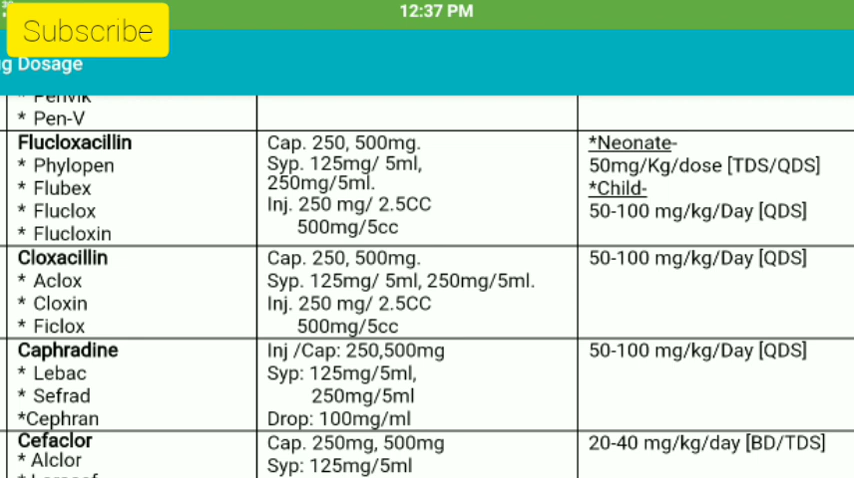 12:37 PM
Subscribe
g Dosage
* Penvik
* Pen-V
Flucloxacillin
* Phylopen
* Flubex
* Fluclox
* Flucloxin
Cap. 250, 500mg.
Syp. 125mg/ 5ml,
250mg/5ml.
Inj. 250 mg/ 2.5CC
500mg/5cc
*Neonate-
50mg/Kg/dose [TDS/QDS]
*Child-
50-100 mg/kg/Day [QDS]
Cloxacillin
* Aclox
* Cloxin
* Ficlox
Cap. 250, 500mg.
Syp. 125mg/ 5ml, 250mg/5ml.
Inj. 250 mg/ 2.5CC
500mg/5cc
50-100 mg/kg/Day [QDS]
Caphradine
* Lebac
* Sefrad
*Cephran
Inj /Cap: 250,500mg
Syp: 125mg/5ml,
250mg/5ml
Drop: 100mg/ml
50-100 mg/kg/Day [QDS]
Cefaclor
* Alclor
Cap. 250mg, 500mg
Syp: 125mg/5ml
20-40 mg/kg/day [BD/TDS]